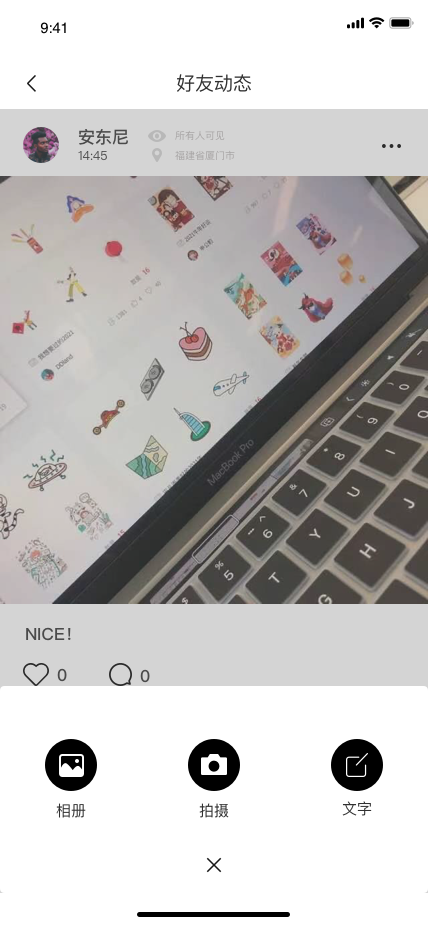 9:41
好友动态
安东尼
所有人可见
14:45
福建省厦门市
MacBook Pro
NICE！
0
0
相册
拍摄
文字